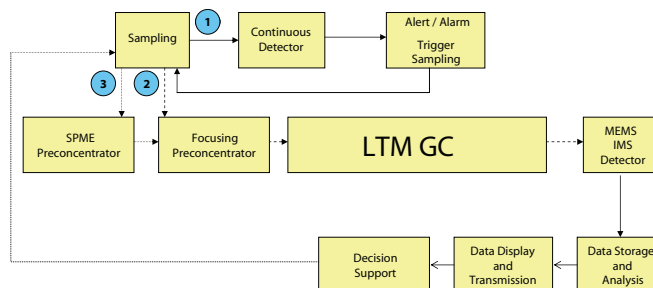 1
Sampling
Continuous
Detector
Alert / Alarm
Trigger
Sampling
3
2
SPME
Preconcentrator
Focusing
Preconcentrator
LTM GC
MEMS
IMS
Detector
Decision
Support
Data Display
and
Transmission
Data Storage
and
Analysis